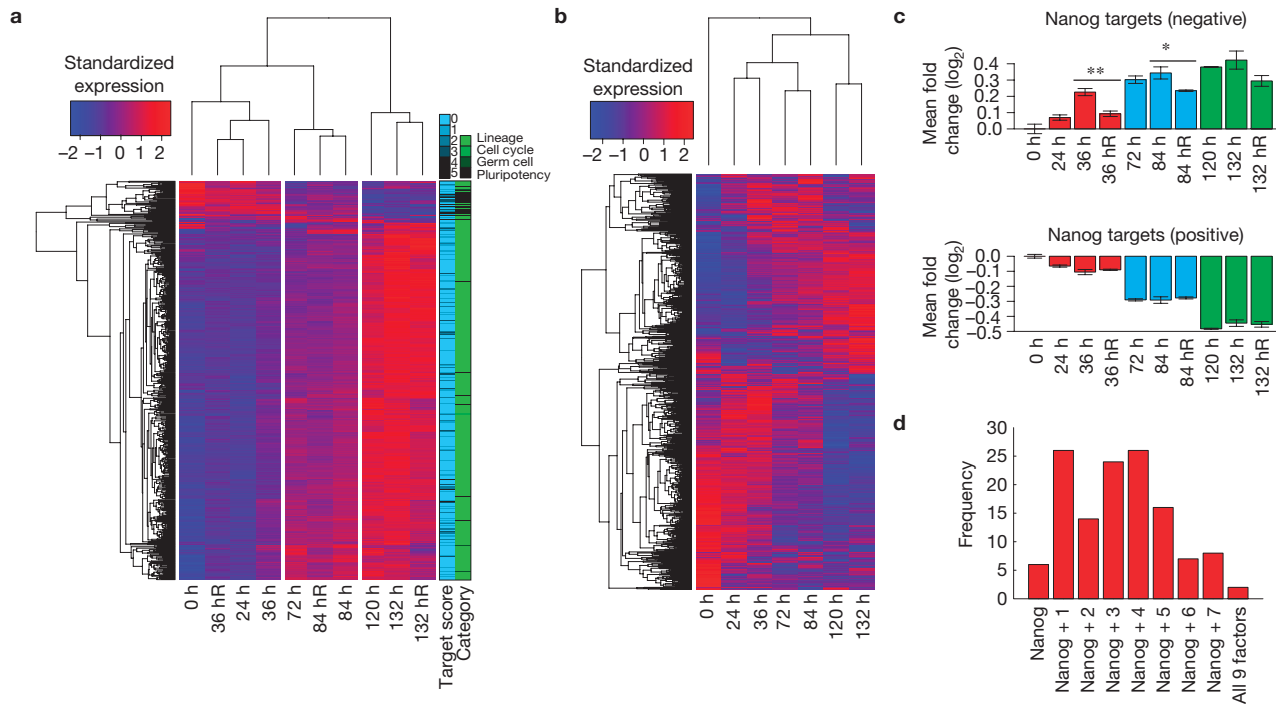 a
Standardized
expression
−2 −1 0 1 2
0
1
2
3
4
5
Lineage
Cell cycle
Germ cell
Pluripotency
0 h
36 hR
24 h
36 h
72 h
84 hR
84 h
120 h
132 h
132 hR
Target score
Category
b
Standardized
expression
−2 −1 0 1 2
0 h
24 h
36 h
72 h
84 h
120 h
132 h
c
Nanog targets (negative)
Mean fold
change (log2)
0.4
0.3
0.2
0.1
0.0
**
*
0 h
24 h
36 h
36 hR
72 h
84 h
84 hR
120 h
132 h
132 hR
Nanog targets (positive)
Mean fold
change (log2)
0.0
−0.1
−0.2
−0.3
−0.4
−0.5
0 h
24 h
36 h
36 hR
72 h
84 h
84 hR
120 h
132 h
132 hR
d
Frequency
30
25
20
15
10
5
0
Nanog
Nanog + 1
Nanog + 2
Nanog + 3
Nanog + 4
Nanog + 5
Nanog + 6
Nanog + 7
All 9 factors